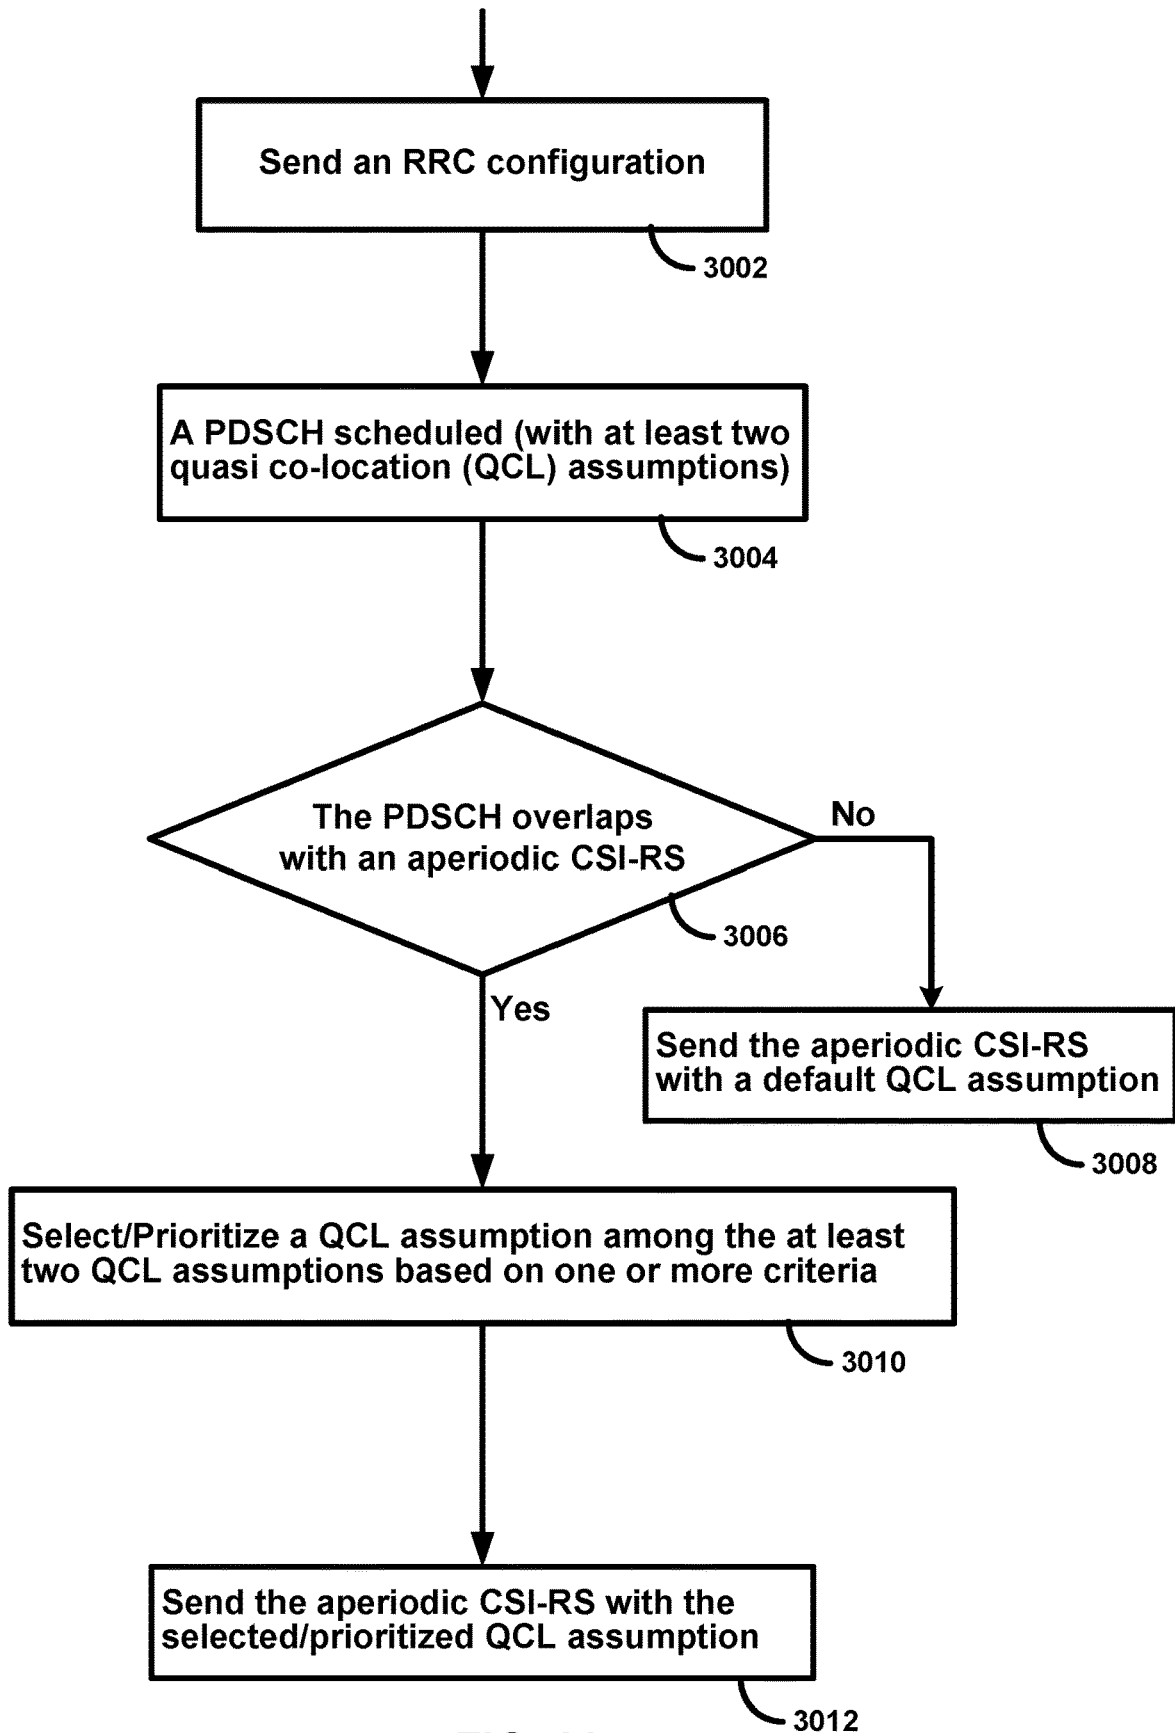 Send an RRC configuration
3002
A PDSCH scheduled (with at least two
quasi co-location (QCL) assumptions)
3004
The PDSCH overlaps
with an aperiodic CSI-RS
No
3006
Yes
Send the aperiodic CSI-RS
with a default QCL assumption
3008
Select/Prioritize a QCL assumption among the at least
two QCL assumptions based on one or more criteria
3010
Send the aperiodic CSI-RS with the
selected/prioritized QCL assumption
3012